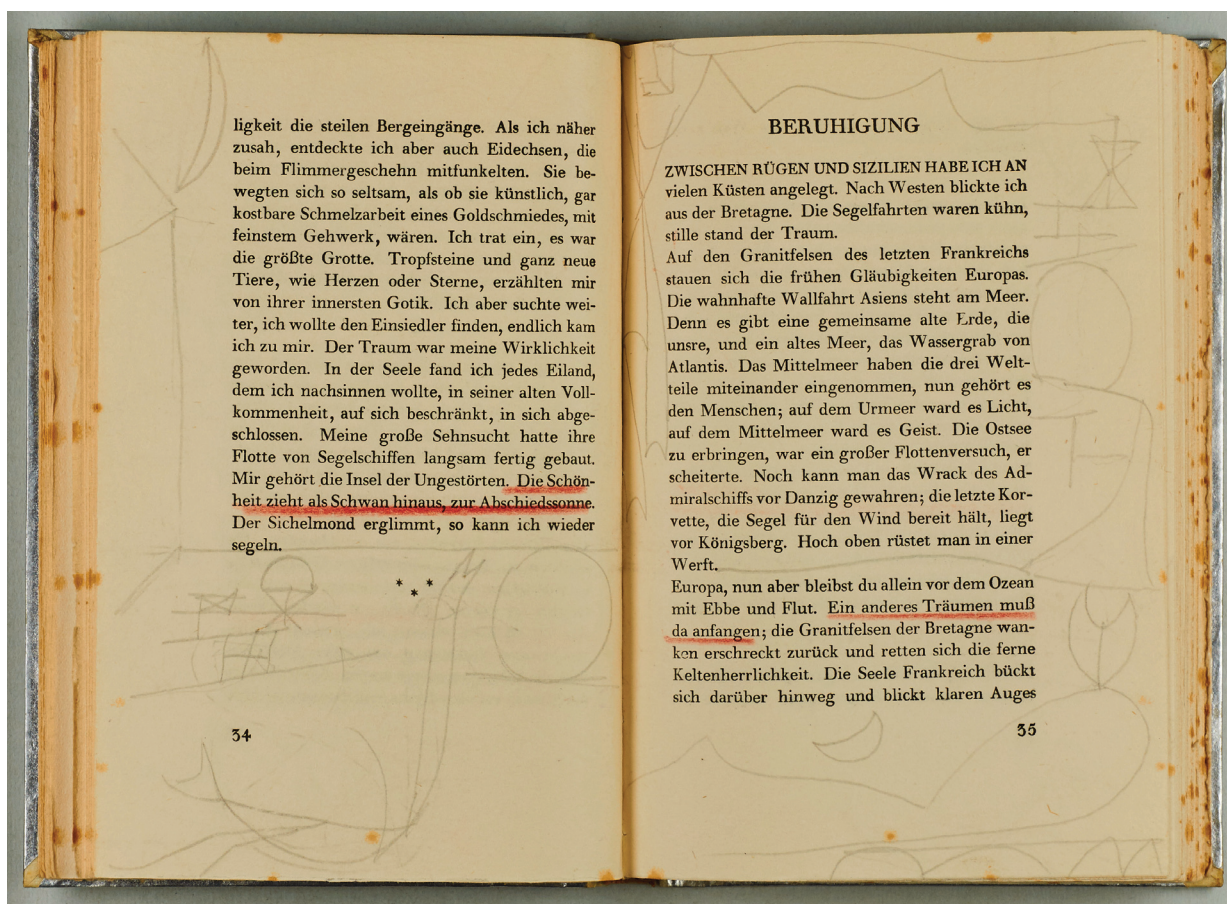 ligkeit die steilen Bergeingänge. Als ich näher
zusah, entdeckte ich aber auch Eidechsen, die
beim Flimmergeschehn mitfunkelten. Sie be-
wegten sich so seltsam, als ob sie künstlich, gar
kostbare Schmelzarbeit eines Goldschmiedes, mit
feinstem Gehwerk, wären. Ich trat ein, es war
die größte Grotte. Tropfsteine und ganz neue
Tiere, wie Herzen oder Sterne, erzählten mir
von ihrer innersten Gotik. Ich aber suchte wei-
ter, ich wollte den Einsiedler finden, endlich kam
ich zu mir. Der Traum war meine Wirklichkeit
geworden. In der Seele fand ich jedes Eiland,
dem ich nachsinnen wollte, in seiner alten Voll-
kommenheit, auf sich beschränkt, in sich abge-
schlossen. Meine große Sehnsucht hatte ihre
Flotte von Segelschiffen langsam fertig gebaut.
Mir gehört die Insel der Ungestörten. Die Schön-
heit zieht als Schwan hinaus, zur Abschiedssonne.
Der Sichelmond erglimmt, so kann ich wieder
segeln.
* * *
34
BERUHIGUNG
ZWISCHEN RÜGEN UND SIZILIEN HABE ICH AN
vielen Küsten angelegt. Nach Westen blickte ich
aus der Bretagne. Die Segelfahrten waren kühn,
stille stand der Traum.
Auf den Granitfelsen des letzten Frankreichs
stauen sich die frühen Gläubigkeiten Europas.
Die wahnhafte Wallfahrt Asiens steht am Meer.
Denn es gibt eine gemeinsame alte Erde, die
unsre, und ein altes Meer, das Wassergrab von
Atlantis. Das Mittelmeer haben die drei Welt-
teile miteinander eingenommen, nun gehört es
den Menschen; auf dem Urmeer ward es Licht,
auf dem Mittelmeer ward es Geist. Die Ostsee
zu erbringen, war ein großer Flottenversuch, er
scheiterte. Noch kann man das Wrack des Ad-
miralschiffs vor Danzig gewahren; die letzte Kor-
vette, die Segel für den Wind bereit hält, liegt
vor Königsberg. Hoch oben rüstet man in einer
Werft.
Europa, nun aber bleibst du allein vor dem Ozean
mit Ebbe und Flut. Ein anderes Träumen muß
da anfangen; die Granitfelsen der Bretagne wan-
ken erschreckt zurück und retten sich die ferne
Keltenherrlichkeit. Die Seele Frankreich bückt
sich darüber hinweg und blickt klaren Auges
35